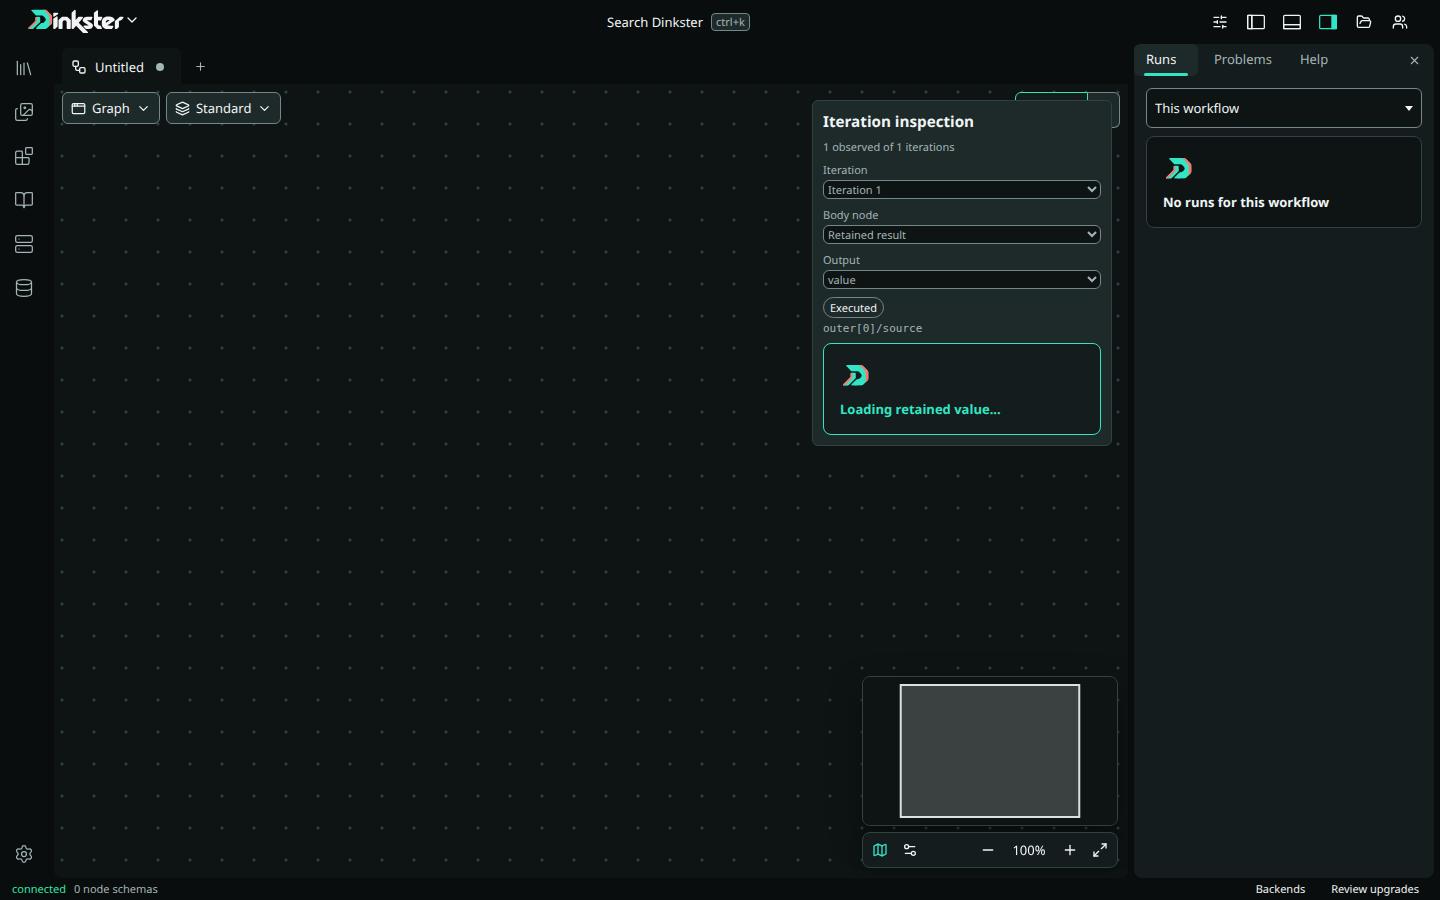 Dinkster
Search Dinkster ctrl+k
Untitled
Graph
Standard
Iteration inspection
1 observed of 1 iterations
Iteration
Iteration 1
Body node
Retained result
Output
value
Executed
outer[0]/source
Loading retained value...
100%
Runs
Problems
Help
This workflow
No runs for this workflow
connected
0 node schemas
Backends
Review upgrades